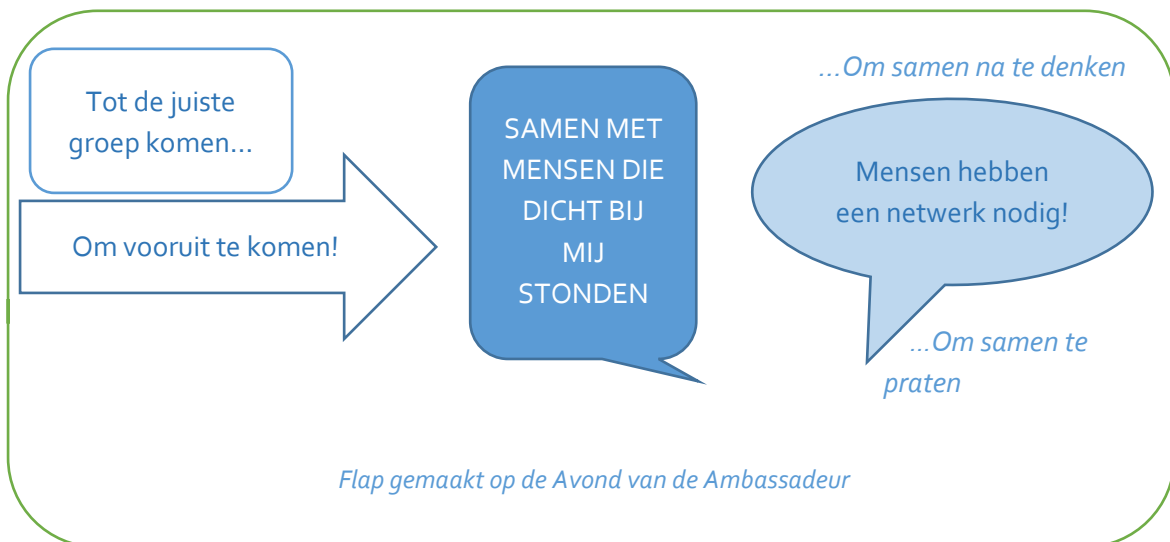 Tot de juiste
groep komen...
Om vooruit te komen!
SAMEN MET
MENSEN DIE
DICHT BIJ
MIJ
STONDEN
...Om samen na te denken
Mensen hebben
een netwerk nodig!
...Om samen te
praten
Flap gemaakt op de Avond van de Ambassadeur